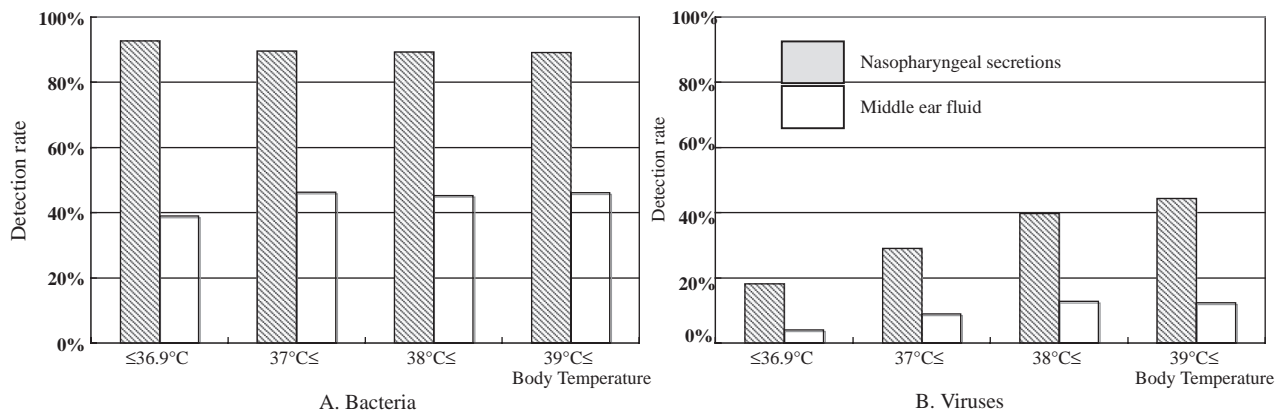 100%
80%
60%
40%
20%
0%
Detection rate
≤36.9°C 37°C≤ 38°C≤ 39°C≤
Body Temperature
A. Bacteria
100%
80%
60%
40%
20%
0%
Detection rate
Nasopharyngeal secretions
Middle ear fluid
≤36.9°C 37°C≤ 38°C≤ 39°C≤
Body Temperature
B. Viruses